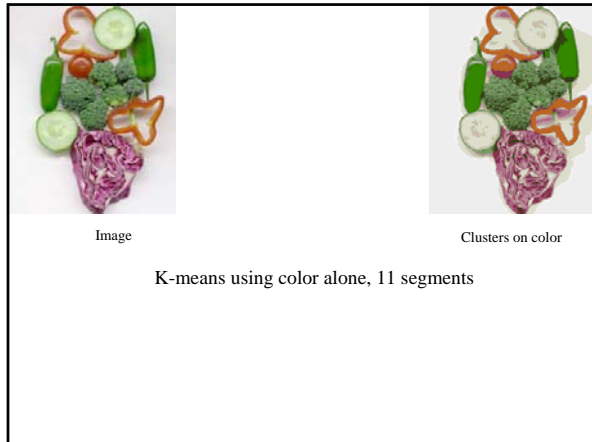 Image
Clusters on color
K-means using color alone, 11 segments